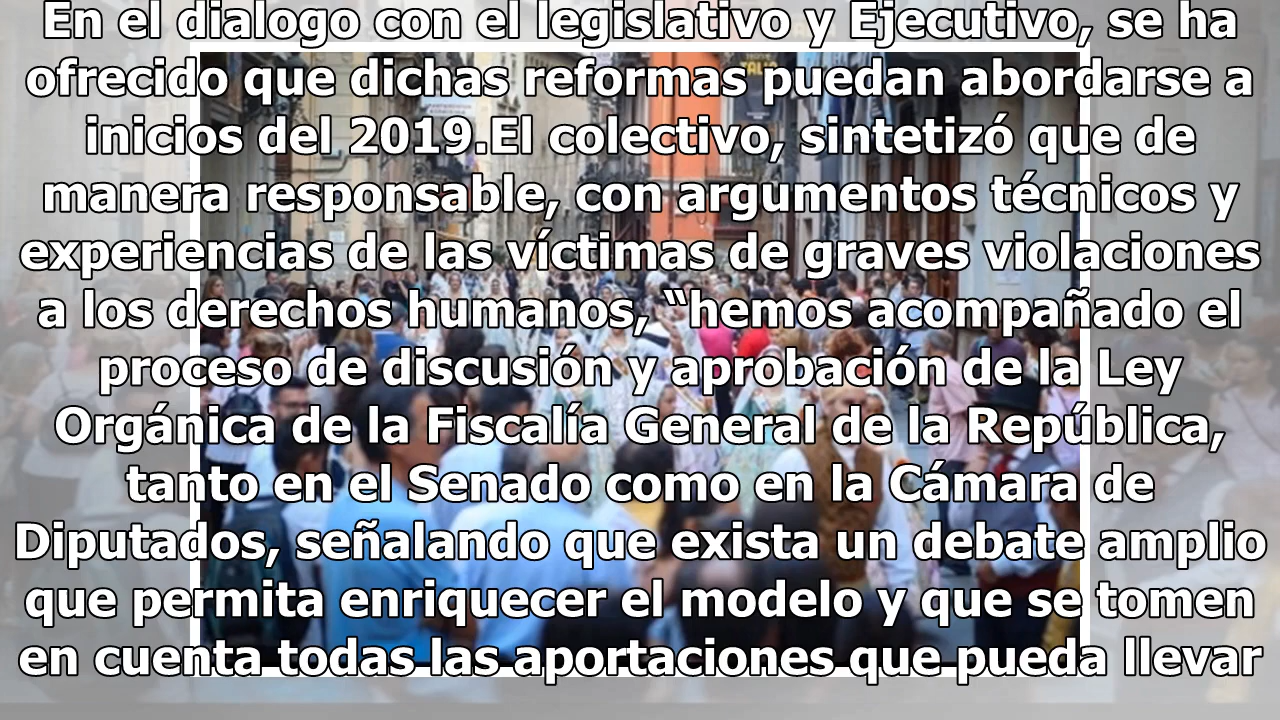 En el dialogo con el legislativo y Ejecutivo, se ha
ofrecido que dichas reformas puedan abordarse a
inicios del 2019.El colectivo, sintetizó que de
manera responsable, con argumentos técnicos y
experiencias de las víctimas de graves violaciones
a los derechos humanos, “hemos acompañado el
proceso de discusión y aprobación de la Ley
Orgánica de la Fiscalía General de la República,
tanto en el Senado como en la Cámara de
Diputados, señalando que exista un debate amplio
que permita enriquecer el modelo y que se tomen
en cuenta todas las aportaciones que pueda llevar